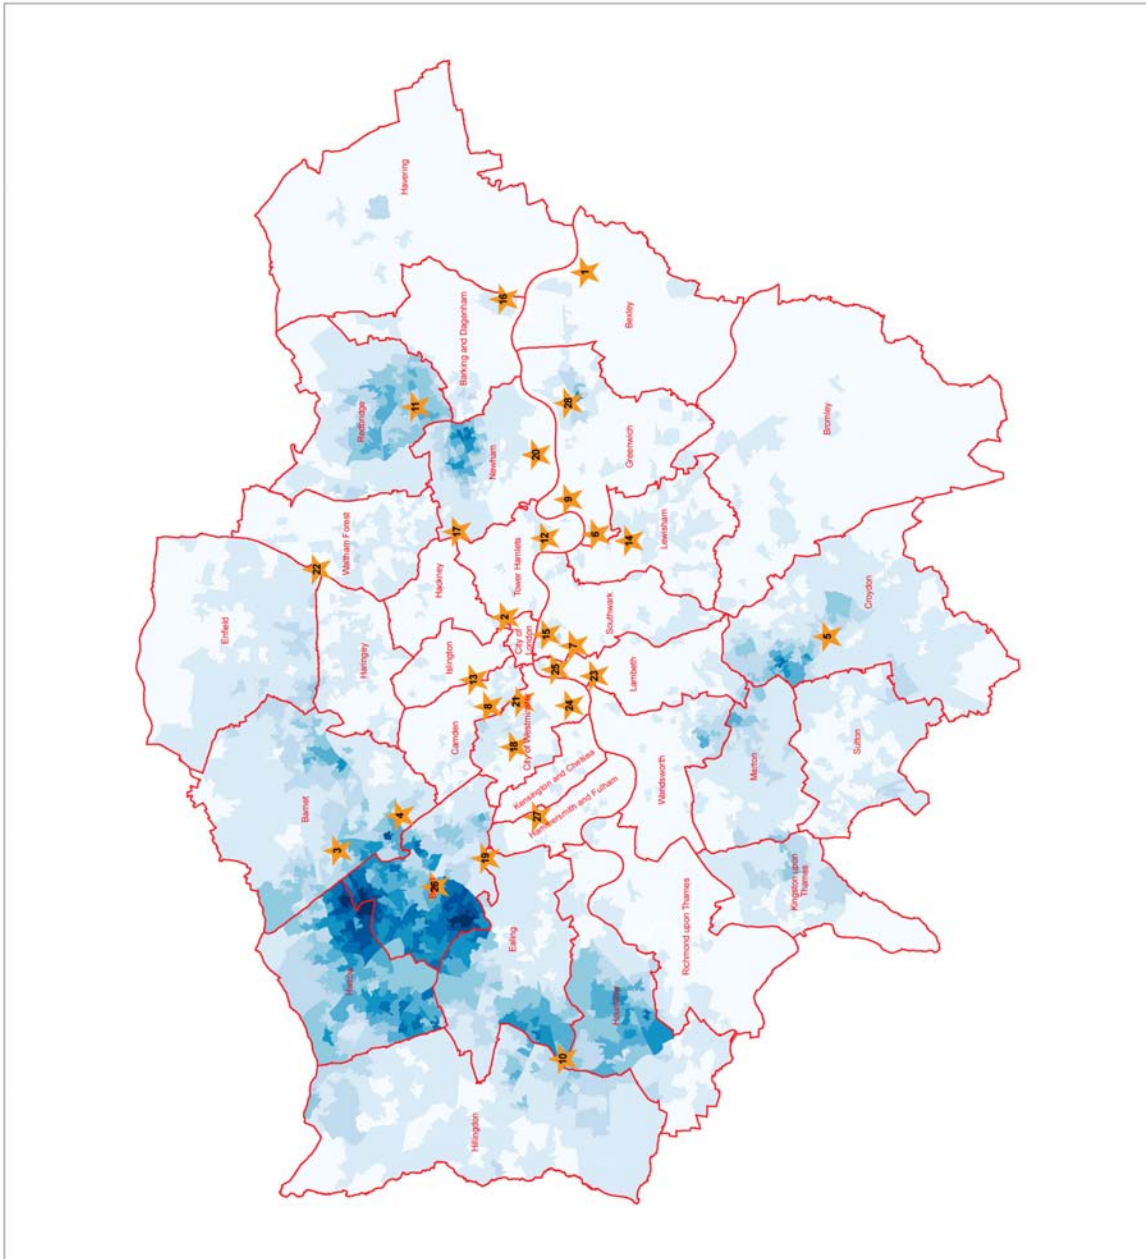 Havering
1
16
Bexley
Barking and Dagenham
11
Redbridge
28
Bromley
Greenwich
20
Newham
9
17
12
6
14
Lewisham
Waltham Forest
22
Tower Hamlets
Hackney
Croydon
2
Southwark
Enfield
City of
London
15
5
7
Haringey
Islington
25
23
13
Lambeth
8
21
24
City of Westminster
18
Camden
Sutton
Merton
Wandsworth
Kensington and Chelsea
Hammersmith and Fulham
Barnet
4
27
3
19
26
Kingston upon
Thames
Richmond upon Thames
Ealing
Harrow
Hounslow
10
Hillingdon